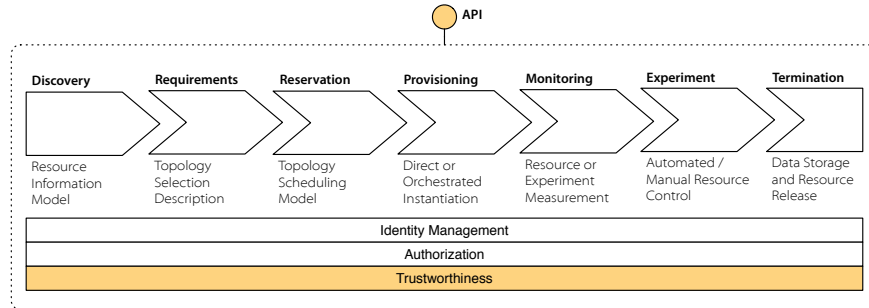 API
Discovery
Requirements
Reservation
Provisioning
Monitoring
Experiment
Termination
Resource
Information
Model
Topology
Selection
Description
Topology
Scheduling
Model
Direct or
Orchestrated
Instantiation
Resource or
Experiment
Measurement
Automated /
Manual Resource
Control
Data Storage
and Resource
Release
Identity Management
Authorization
Trustworthiness